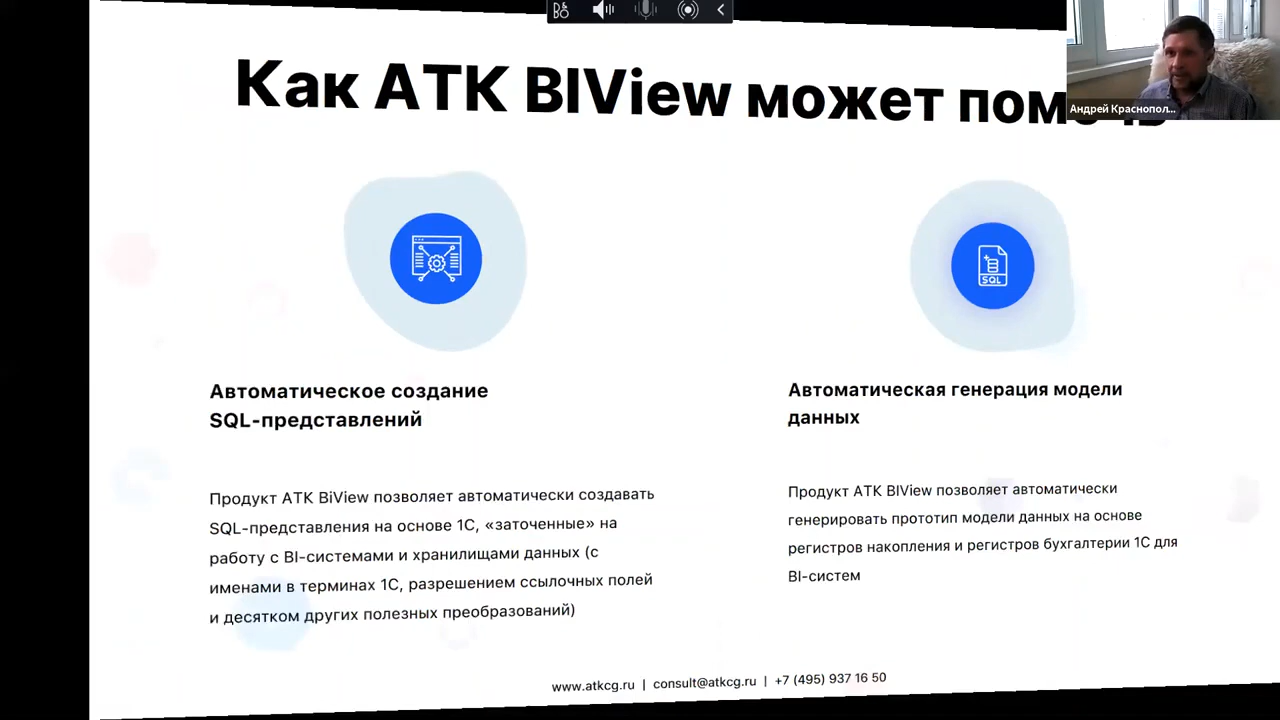 Как АТК BIView может помочь
Андрей Краснопол...
SQL
Автоматическое создание
SQL-представлений
Продукт АТК BiView позволяет автоматически создавать
SQL-представления на основе 1С, «заточенные» на
работу с BI-системами и хранилищами данных (с
именами в терминах 1С, разрешением ссылочных полей
и десятком других полезных преобразований)
Автоматическая генерация модели
данных
Продукт АТК BIView позволяет автоматически
генерировать прототип модели данных на основе
регистров накопления и регистров бухгалтерии 1С для
BI-систем
www.atkcg.ru | consult@atkcg.ru | +7 (495) 937 16 50